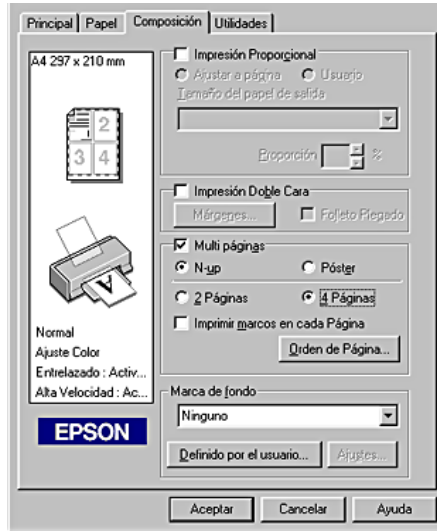 Principal Papel Composición Utilidades
A4 297 x 210 mm
2
3 4
Normal
Ajuste Color
Entrelazado : Activ...
Alta Velocidad : Ac...
EPSON
Impresión Proporcional
Ajustar a página Usuario
Tamaño del papel de salida
Proporción %
Impresión Doble Cara
Márgenes... Folleto Plegado
Multi páginas
N-up Póster
2 Páginas 4 Páginas
Imprimir marcos en cada Página
Orden de Página...
Marca de fondo
Ninguno
Definido por el usuario... Ajustes...
Aceptar Cancelar Ayuda